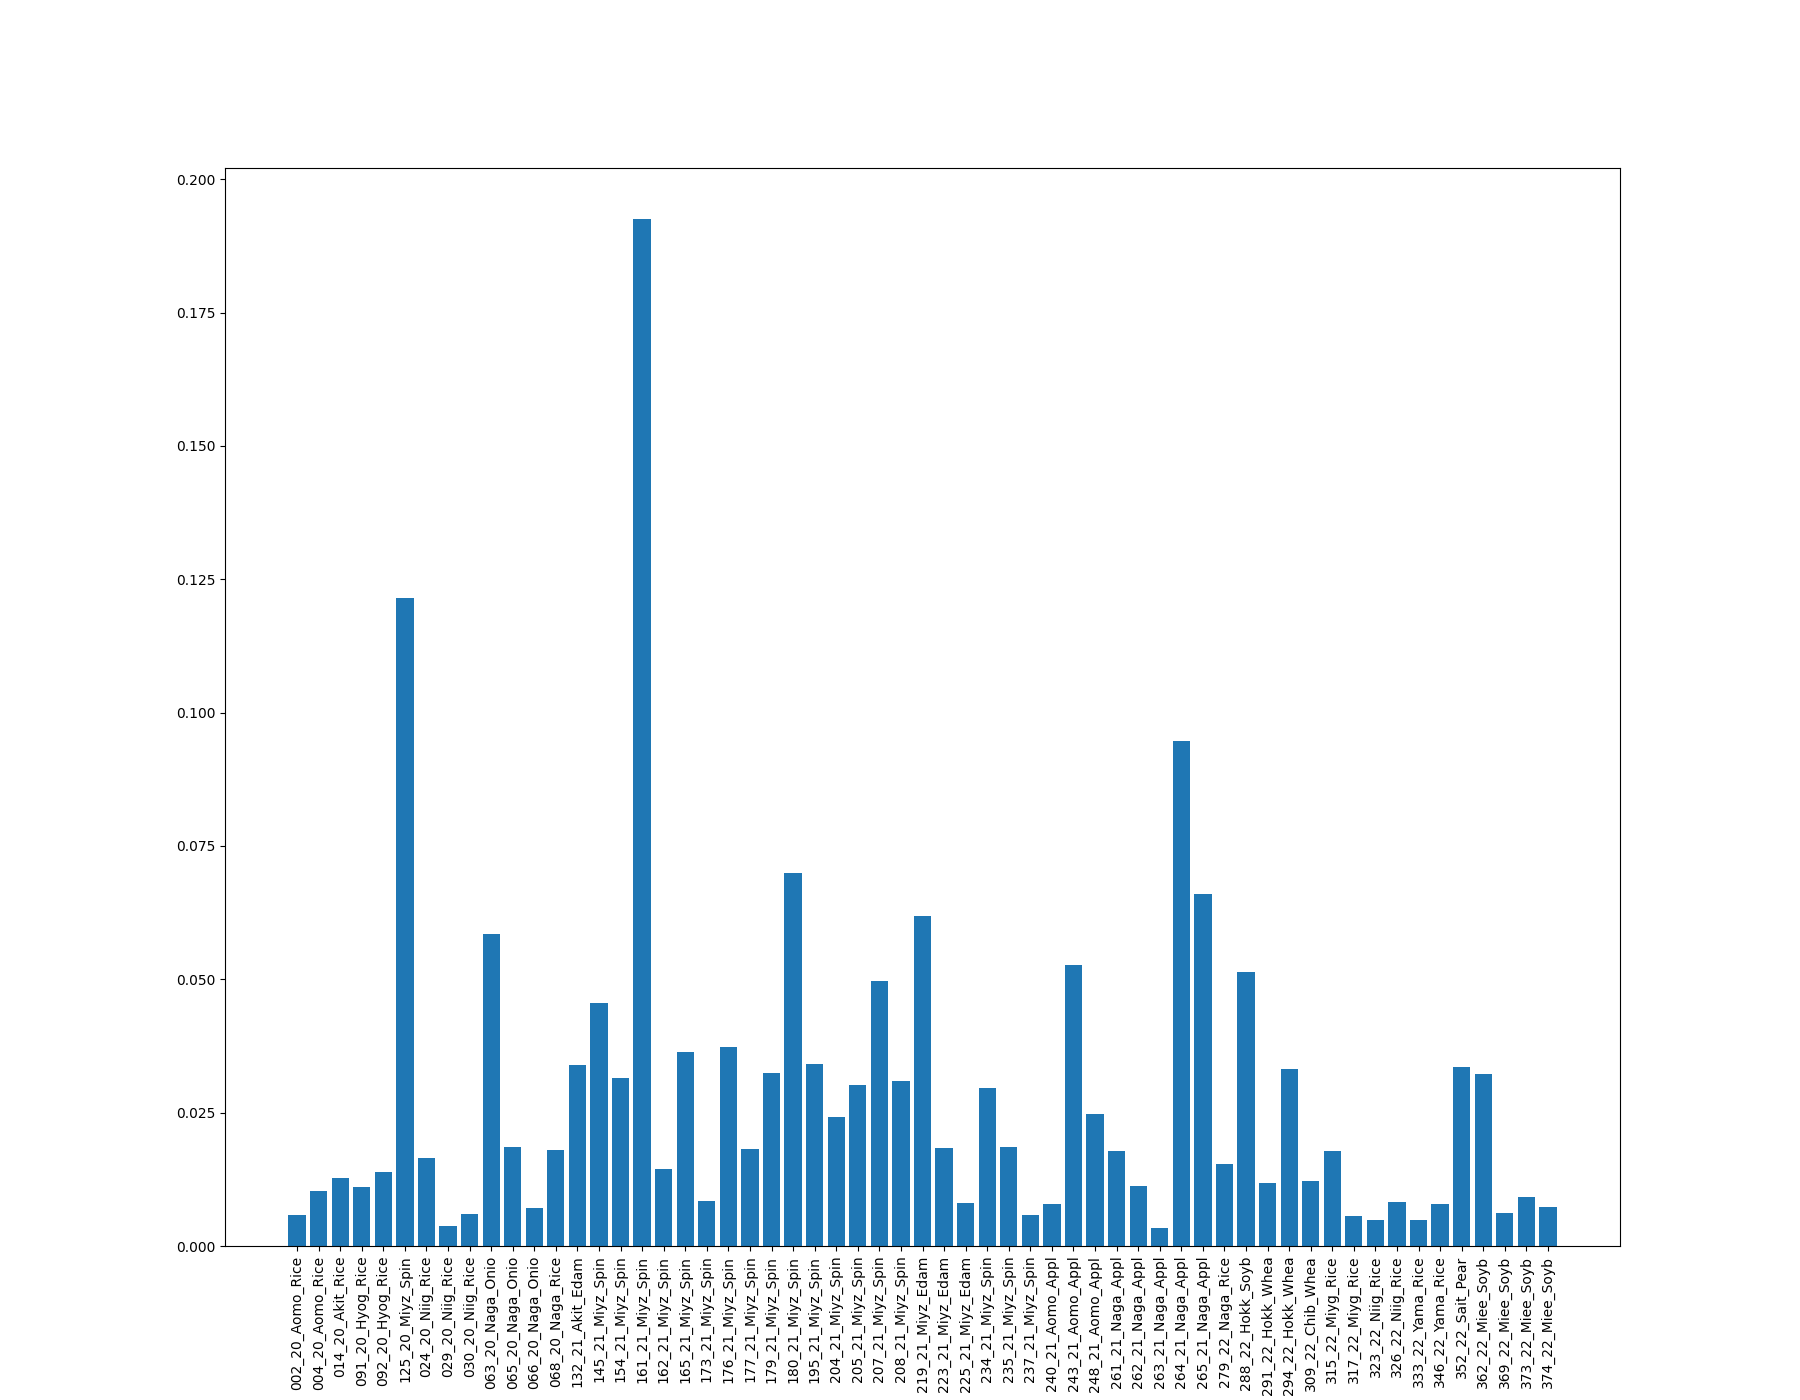 0.200
0.175
0.150
0.125
0.100
0.075
0.050
0.025
0.000
002_20_Aomo_Rice
004_20_Aomo_Rice
014_20_Akit_Rice
091_20_Hyog_Rice
092_20_Hyog_Rice
125_20_Miyz_Spin
024_20_Niig_Rice
029_20_Niig_Rice
030_20_Niig_Rice
063_20_Naga_Onio
065_20_Naga_Onio
066_20_Naga_Onio
068_20_Naga_Rice
132_21_Akit_Edam
145_21_Miyz_Spin
154_21_Miyz_Spin
161_21_Miyz_Spin
162_21_Miyz_Spin
165_21_Miyz_Spin
173_21_Miyz_Spin
176_21_Miyz_Spin
177_21_Miyz_Spin
179_21_Miyz_Spin
180_21_Miyz_Spin
195_21_Miyz_Spin
204_21_Miyz_Spin
205_21_Miyz_Spin
207_21_Miyz_Spin
208_21_Miyz_Spin
219_21_Miyz_Edam
223_21_Miyz_Edam
225_21_Miyz_Edam
234_21_Miyz_Spin
235_21_Miyz_Spin
237_21_Miyz_Spin
240_21_Aomo_Appl
243_21_Aomo_Appl
248_21_Aomo_Appl
261_21_Naga_Appl
262_21_Naga_Appl
263_21_Naga_Appl
264_21_Naga_Appl
265_21_Naga_Appl
279_22_Naga_Rice
288_22_Hokk_Soyb
291_22_Hokk_Whea
294_22_Hokk_Whea
309_22_Chib_Whea
315_22_Miyg_Rice
317_22_Miyg_Rice
323_22_Niig_Rice
326_22_Niig_Rice
333_22_Yama_Rice
346_22_Yama_Rice
352_22_Sait_Pear
362_22_Miee_Soyb
369_22_Miee_Soyb
373_22_Miee_Soyb
374_22_Miee_Soyb